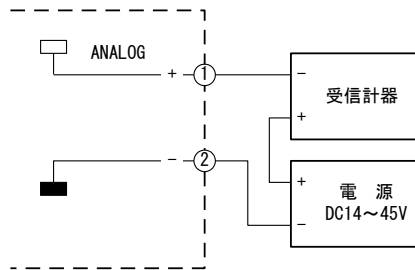 ANALOG
+ 1 -
受信計器
+
- 2 +
電　源
DC14～45V
-